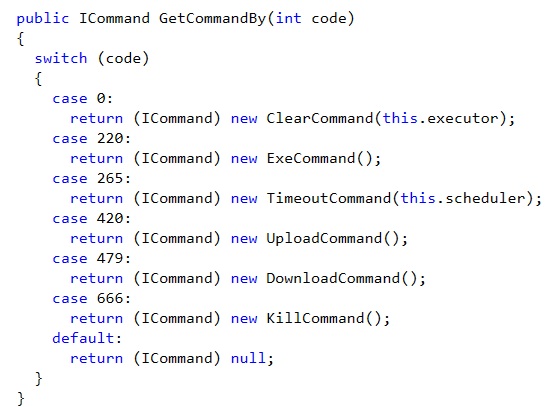 public ICommand GetCommandBy(int code)
{
  switch (code)
  {
    case 0:
      return (ICommand) new ClearCommand(this.executor);
    case 220:
      return (ICommand) new ExeCommand();
    case 265:
      return (ICommand) new TimeoutCommand(this.scheduler);
    case 420:
      return (ICommand) new UploadCommand();
    case 479:
      return (ICommand) new DownloadCommand();
    case 666:
      return (ICommand) new KillCommand();
    default:
      return (ICommand) null;
  }
}